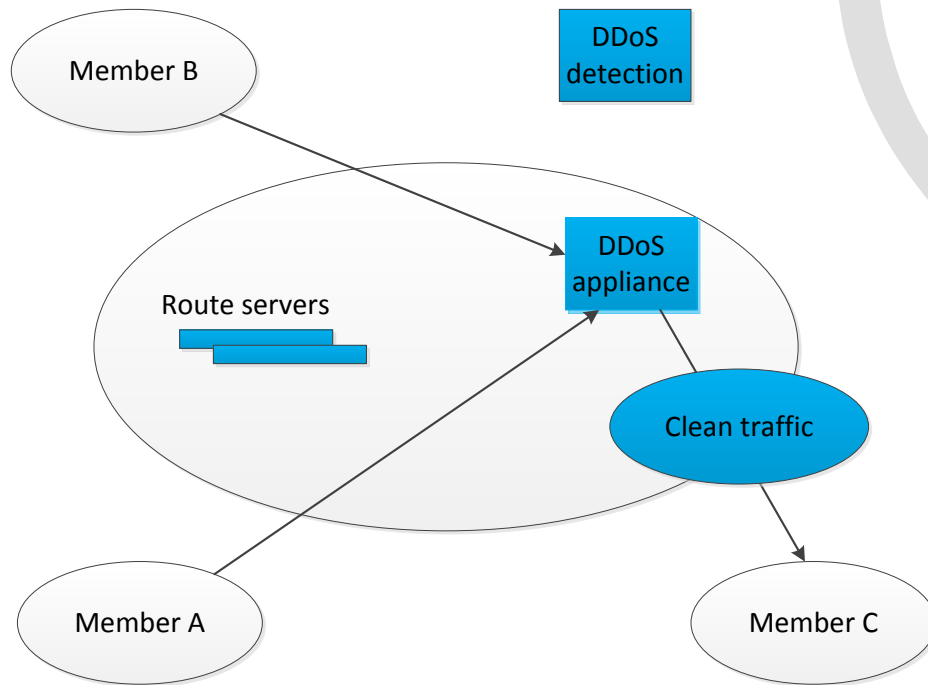 Member B
DDoS
detection
DDoS
appliance
Route servers
Clean traffic
Member A
Member C